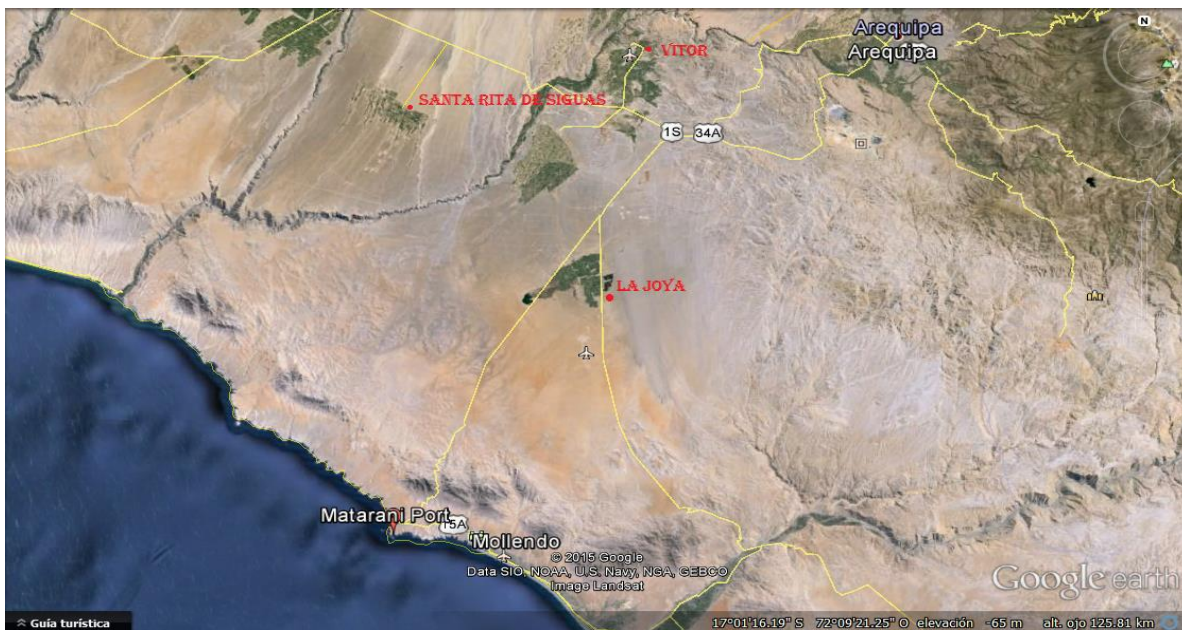 Arequipa
N
Arequipa
VITOR
SANTA RITA DE SIGUAS
1S
34A
LA JOYA
Matarani Port
15A
Mollendo
© 2015 Google
Data SIO, NOAA, U.S. Navy, NGA, GEBCO
Image Landsat
Google earth
Guía turística
17°01'16.19" S 72°09'21.25" O elevación -65 m alt. ojo 125.81 km